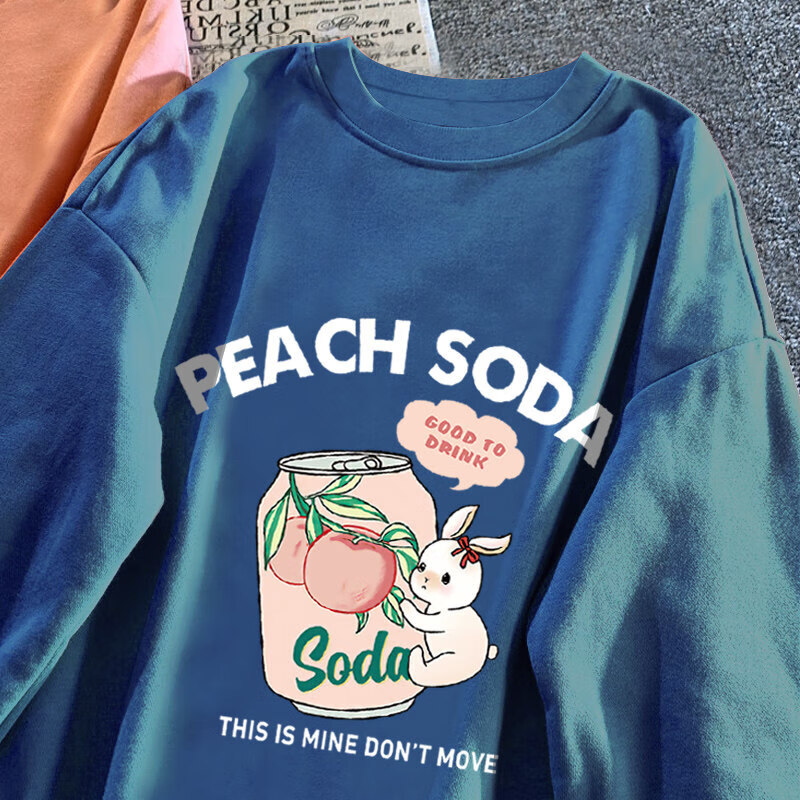 PEACH SODA
GOOD TO
DRINK
Soda
THIS IS MINE DON'T MOVE